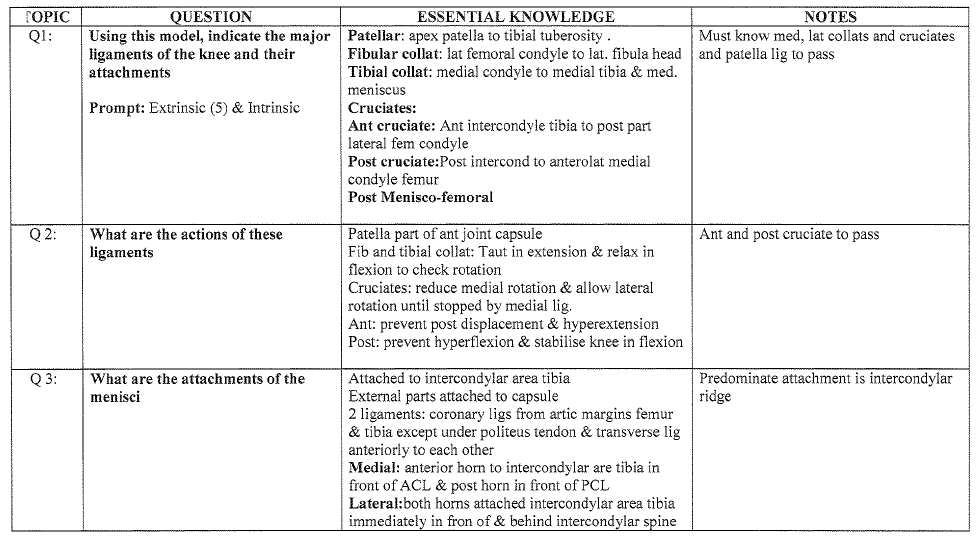 TOPIC QUESTION ESSENTIAL KNOWLEDGE NOTES
Q1:
Using this model, indicate the major
ligaments of the knee and their
attachments
Prompt: Extrinsic (5) & Intrinsic
Patellar: apex patella to tibial tuberosity .
Fibular collat: lat femoral condyle to lat. fibula head
Tibial collat: medial condyle to medial tibia & med.
meniscus
Cruciates:
Ant cruciate: Ant intercondyle tibia to post part
lateral fem condyle
Post cruciate:Post intercond to anterolat medial
condyle femur
Post Menisco-femoral
Must know med, lat collats and cruciates
and patella lig to pass
Q 2:
What are the actions of these
ligaments
Patella part of ant joint capsule
Fib and tibial collat: Taut in extension & relax in
flexion to check rotation
Cruciates: reduce medial rotation & allow lateral
rotation until stopped by medial lig.
Ant: prevent post displacement & hyperextension
Post: prevent hyperflexion & stabilise knee in flexion
Ant and post cruciate to pass
Q 3:
What are the attachments of the
menisci
Attached to intercondylar area tibia
External parts attached to capsule
2 ligaments: coronary ligs from artic margins femur
& tibia except under politeus tendon & transverse lig
anteriorly to each other
Medial: anterior horn to intercondylar are tibia in
front of ACL & post horn in front of PCL
Lateral:both horns attached intercondylar area tibia
immediately in fron of & behind intercondylar spine
Predominate attachment is intercondylar
ridge